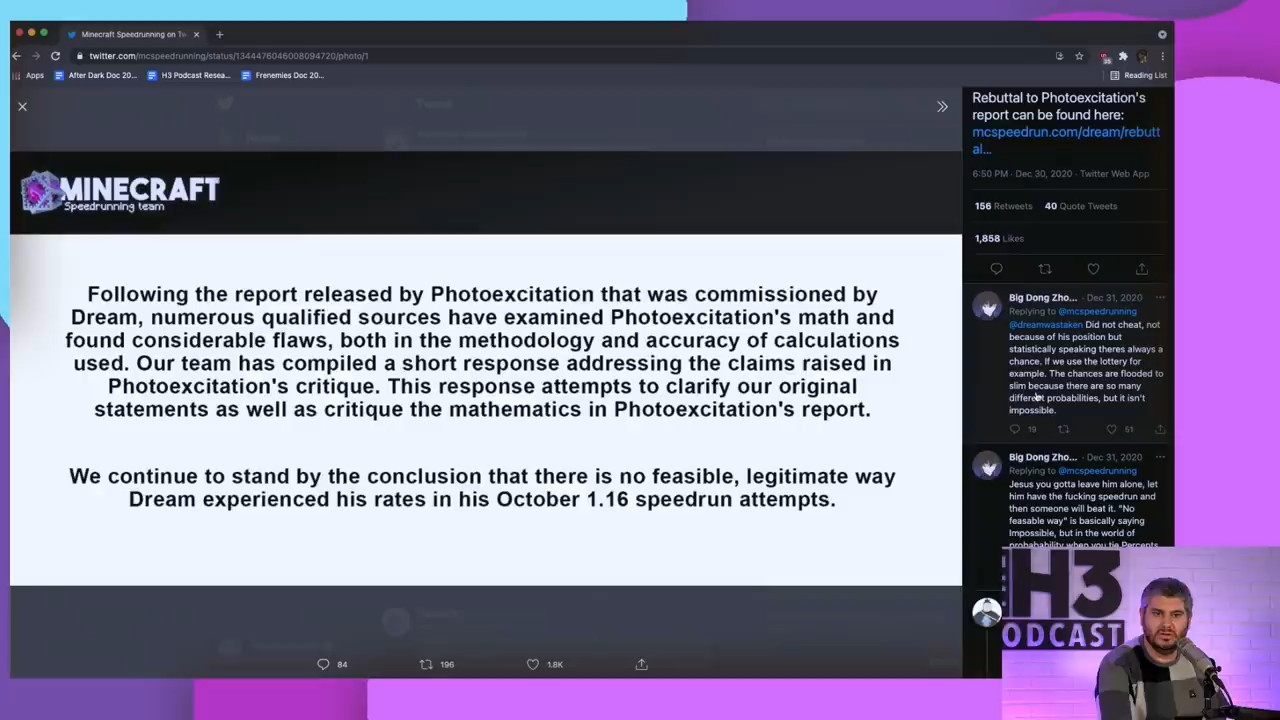 Minecraft Speedrunning on Tw
twitter.com/mcspeedrunning/status/1344476046008094720/photo/1
Apps
After Dark Doc 20...
H3 Podcast Resea...
Frenemies Doc 20...
Reading List
MINECRAFT
Speedrunning team
Following the report released by Photoexcitation that was commissioned by
Dream, numerous qualified sources have examined Photoexcitation's math and
found considerable flaws, both in the methodology and accuracy of calculations
used. Our team has compiled a short response addressing the claims raised in
Photoexcitation's critique. This response attempts to clarify our original
statements as well as critique the mathematics in Photoexcitation's report.
We continue to stand by the conclusion that there is no feasible, legitimate way
Dream experienced his rates in his October 1.16 speedrun attempts.
84
196
1.8K
Rebuttal to Photoexcitation's
report can be found here:
mcspeedrun.com/dream/rebutt
al...
6:50 PM · Dec 30, 2020 · Twitter Web App
156 Retweets 40 Quote Tweets
1,858 Likes
Big Dong Zho... · Dec 31, 2020
Replying to @mcspeedrunning
@dreamwastaken Did not cheat, not
because of his position but
statistically speaking theres always a
chance. If we use the lottery for
example. The chances are flooded to
slim because there are so many
different probabilities, but it isn't
impossible.
19
51
Big Dong Zho... · Dec 31, 2020
Replying to @mcspeedrunning
Jesus you gotta leave him alone, let
him have the fucking speedrun and
then someone will beat it. "No
feasable way" is basically saying
Impossible, but in the world of
probability when you tie Percents
H3
PODCAST